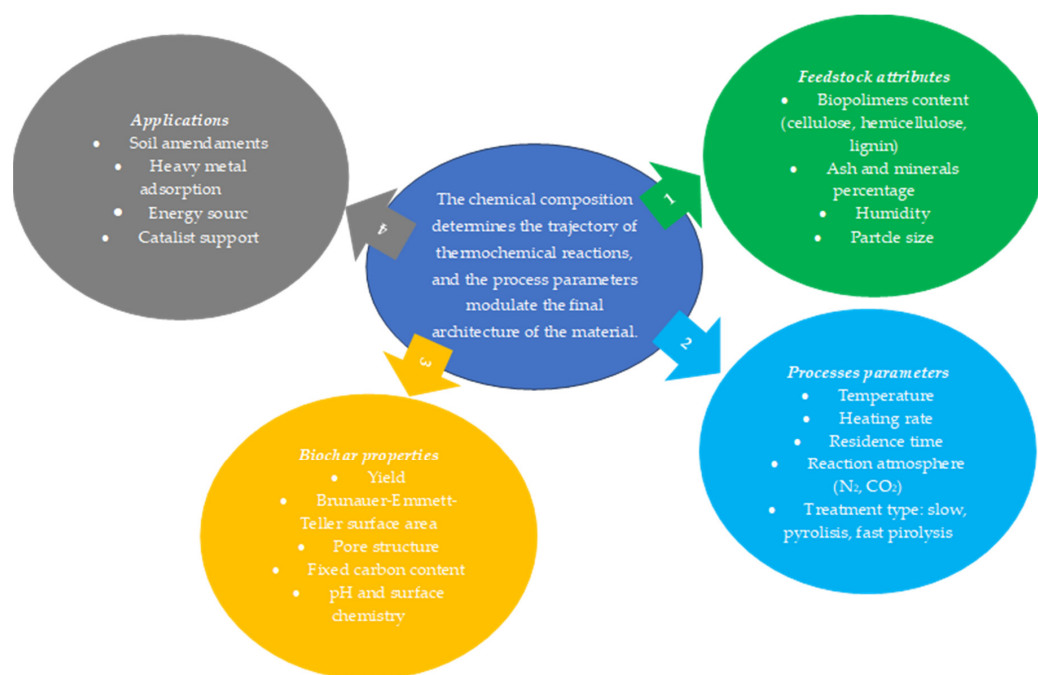 The chemical composition
determines the trajectory of
thermochemical reactions,
and the process parameters
modulate the final
architecture of the material.
1
Feedstock attributes
• Biopolimers content
(cellulose, hemicellulose,
lignin)
• Ash and minerals
percentage
• Humidity
• Partcle size
2
Processes parameters
• Temperature
• Heating rate
• Residence time
• Reaction atmosphere
(N₂, CO₂)
• Treatment type: slow,
pyrolisis, fast pirolysis
3
Biochar properties
• Yield
• Brunauer-Emmett-
Teller surface area
• Pore structure
• Fixed carbon content
• pH and surface
chemistry
4
Applications
• Soil amendaments
• Heavy metal
adsorption
• Energy sourc
• Catalist support